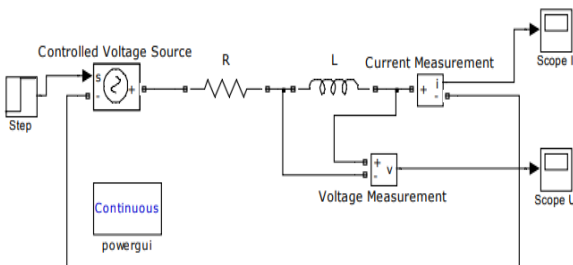 Controlled Voltage Source
R
L
Current Measurement
s
-
+
+
i
-
Scope I
Step
+
-
v
Voltage Measurement
Scope U
Continuous
powergui